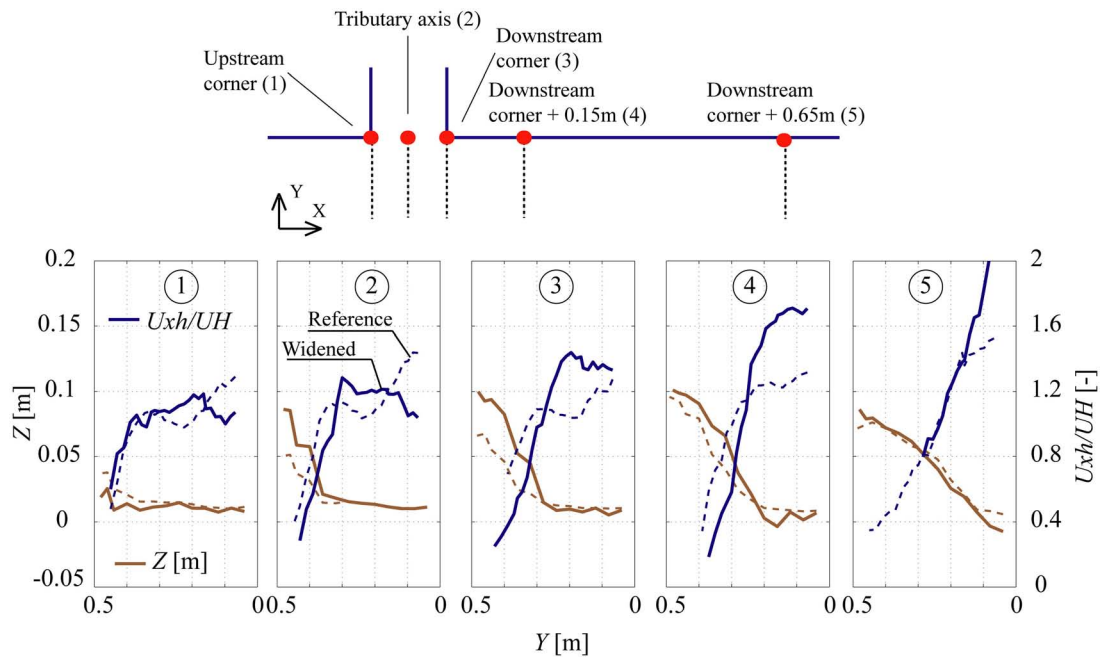 Tributary axis (2)
Upstream
corner (1)
Downstream
corner (3)
Downstream
corner + 0.15m (4)
Downstream
corner + 0.65m (5)
Y
X
0.2
0.15
0.1
0.05
0
-0.05
Z [m]
1
2
3
4
5
Uxh/UH
Reference
Widened
Z [m]
2
1.6
1.2
0.8
0.4
0
Uxh/UH [-]
0.5
0
0.5
0
0.5
0
0.5
0
0.5
0
Y [m]